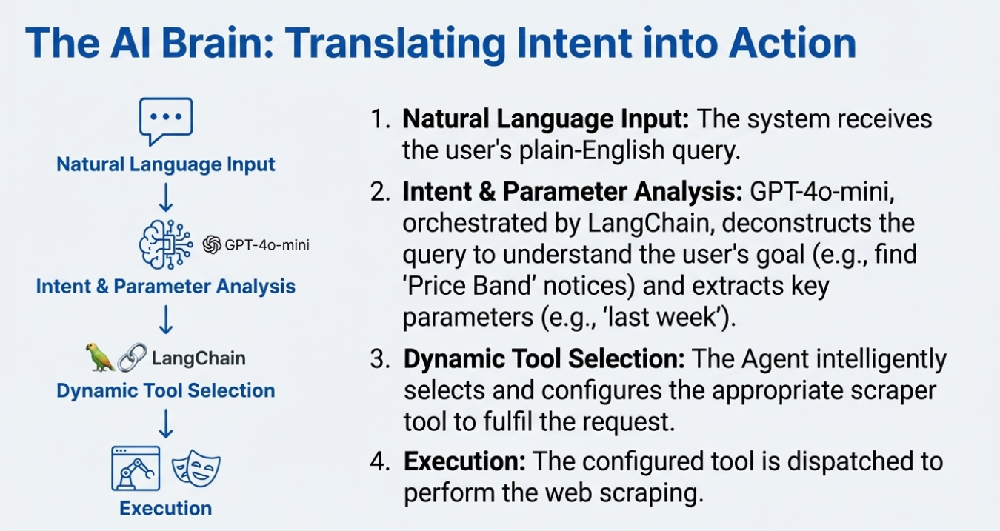 The AI Brain: Translating Intent into Action
Natural Language Input
GPT-4o-mini
Intent & Parameter Analysis
LangChain
Dynamic Tool Selection
Execution
1. Natural Language Input: The system receives
the user's plain-English query.
2. Intent & Parameter Analysis: GPT-4o-mini,
orchestrated by LangChain, deconstructs the
query to understand the user's goal (e.g., find
‘Price Band’ notices) and extracts key
parameters (e.g., ‘last week’).
3. Dynamic Tool Selection: The Agent intelligently
selects and configures the appropriate scraper
tool to fulfil the request.
4. Execution: The configured tool is dispatched to
perform the web scraping.